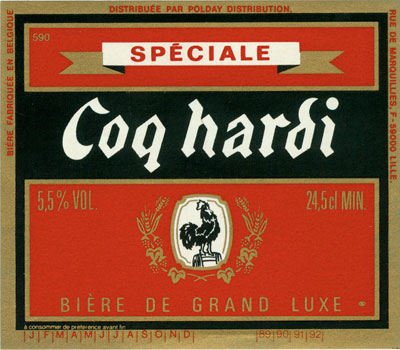 DISTRIBUÉE PAR POLDAY DISTRIBUTION,
RUE DE MARQUILLIES, F-59000 LILLE.
BIÈRE FABRIQUÉE EN BELGIQUE
590
SPÉCIALE
Coq hardi
5,5% VOL.
24,5 cl MIN.
BIÈRE DE GRAND LUXE
à consommer de préférence avant fin
J F M A M J J A S O N D
89 90 91 92